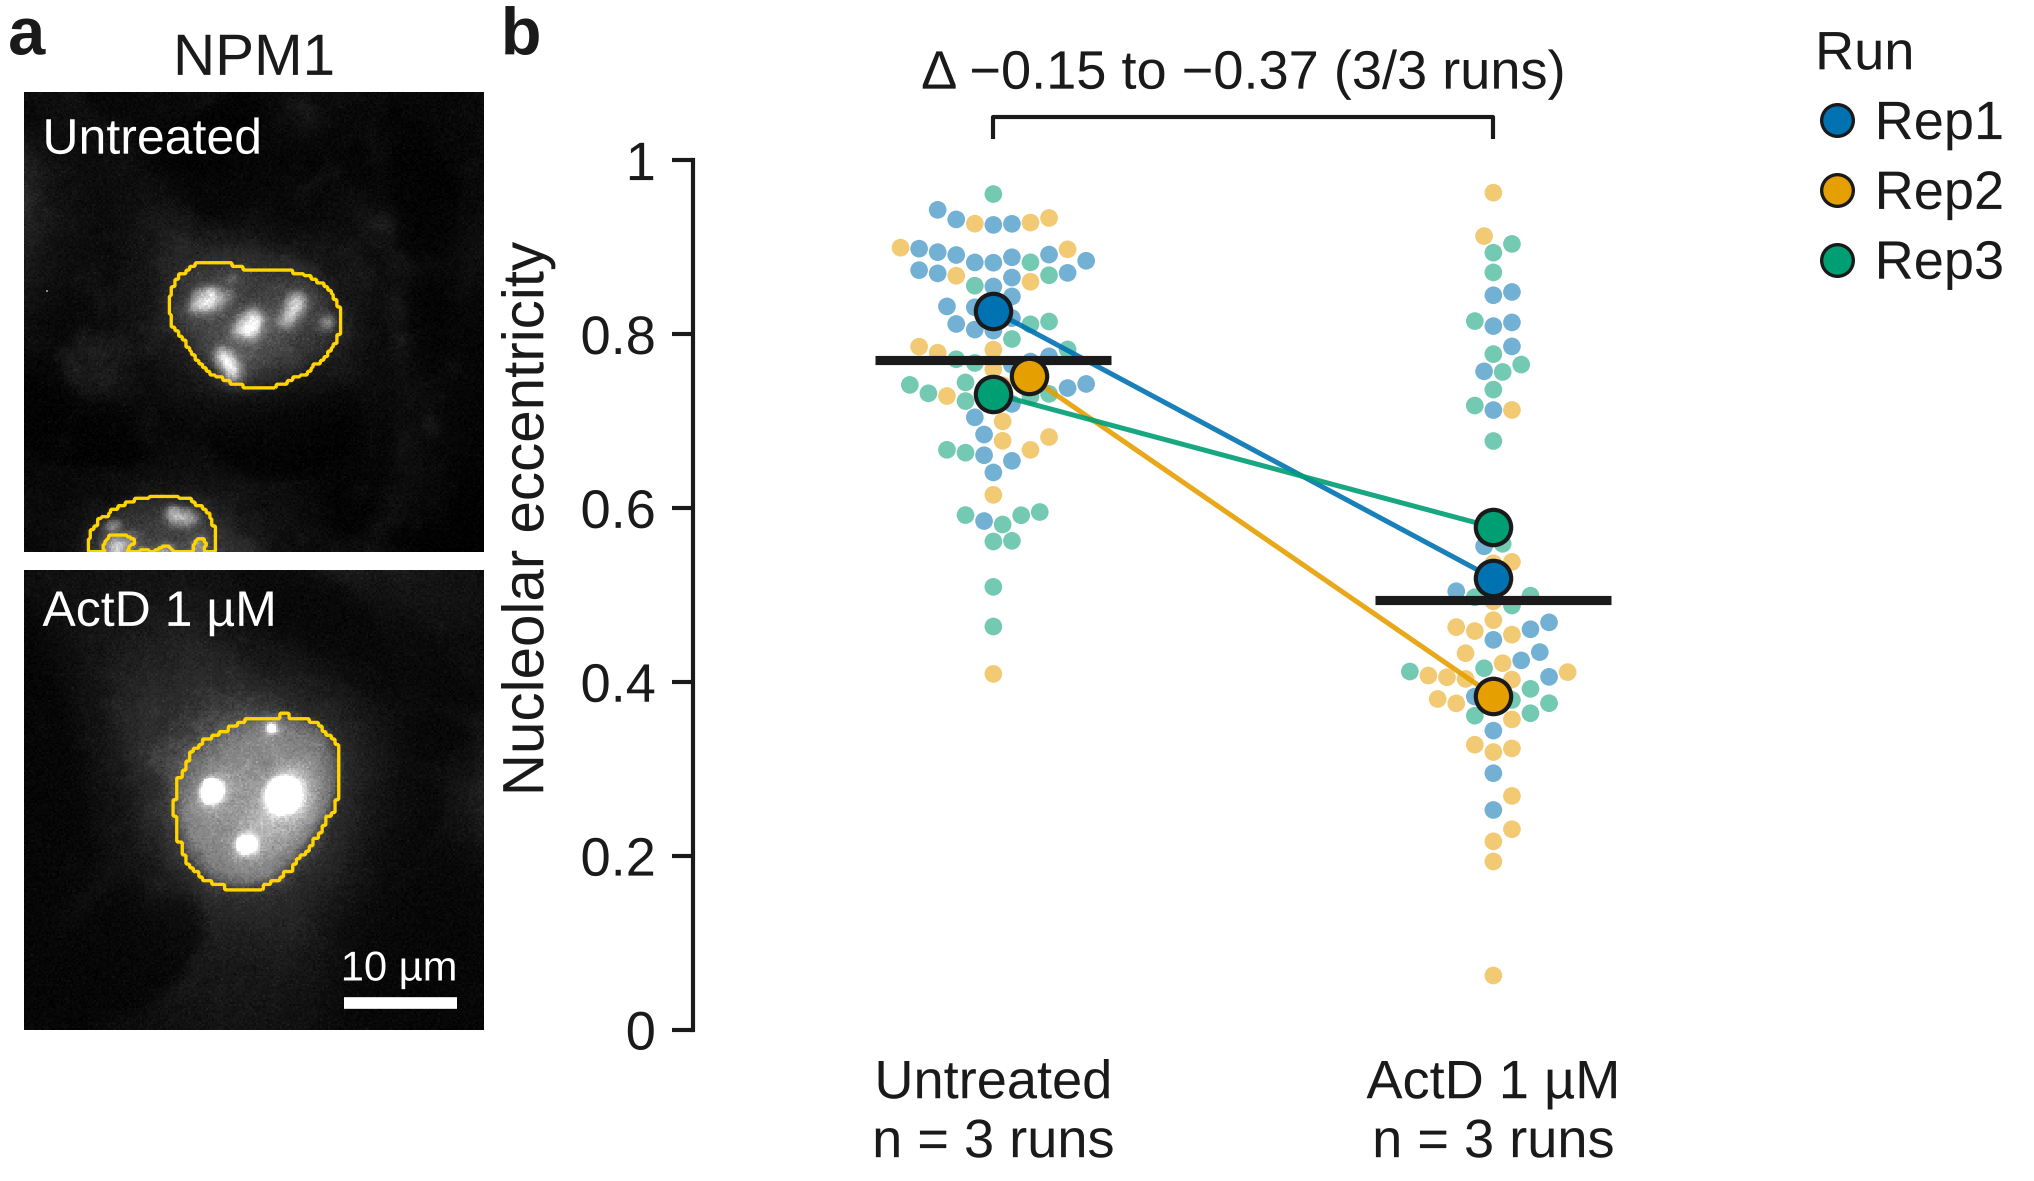 a
NPM1
Untreated
ActD 1 µM
10 µm
b
Δ −0.15 to −0.37 (3/3 runs)
Nucleolar eccentricity
1
0.8
0.6
0.4
0.2
0
Untreated
n = 3 runs
ActD 1 µM
n = 3 runs
Run
Rep1
Rep2
Rep3